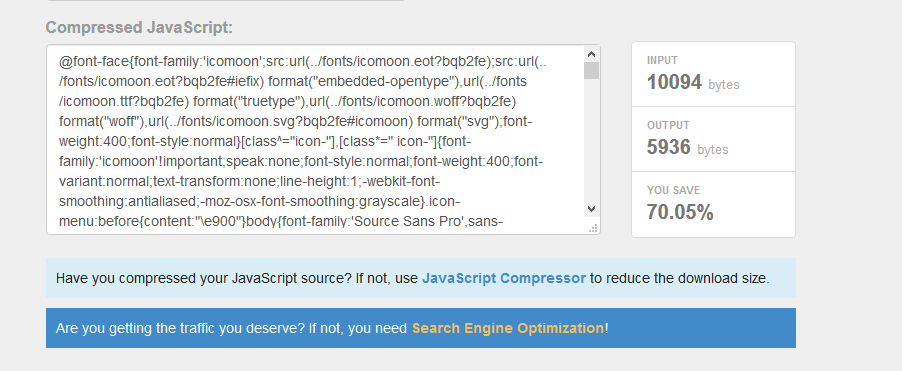 Compressed JavaScript:
@font-face{font-family:'icomoon';src:url(../fonts/icomoon.eot?bqb2fe);src:url(..
/fonts/icomoon.eot?bqb2fe#iefix) format("embedded-opentype"),url(../fonts
/icomoon.ttf?bqb2fe) format("truetype"),url(../fonts/icomoon.woff?bqb2fe)
format("woff"),url(../fonts/icomoon.svg?bqb2fe#icomoon) format("svg");font-
weight:400;font-style:normal}[class^="icon-"],[class*=" icon-"]{font-
family:'icomoon'!important;speak:none;font-style:normal;font-weight:400;font-
variant:normal;text-transform:none;line-height:1;-webkit-font-
smoothing:antialiased;-moz-osx-font-smoothing:grayscale}.icon-
menu:before{content:"\e900"}body{font-family:'Source Sans Pro',sans-
INPUT
10094 bytes
OUTPUT
5936 bytes
YOU SAVE
70.05%
Have you compressed your JavaScript source? If not, use JavaScript Compressor to reduce the download size.
Are you getting the traffic you deserve? If not, you need Search Engine Optimization!